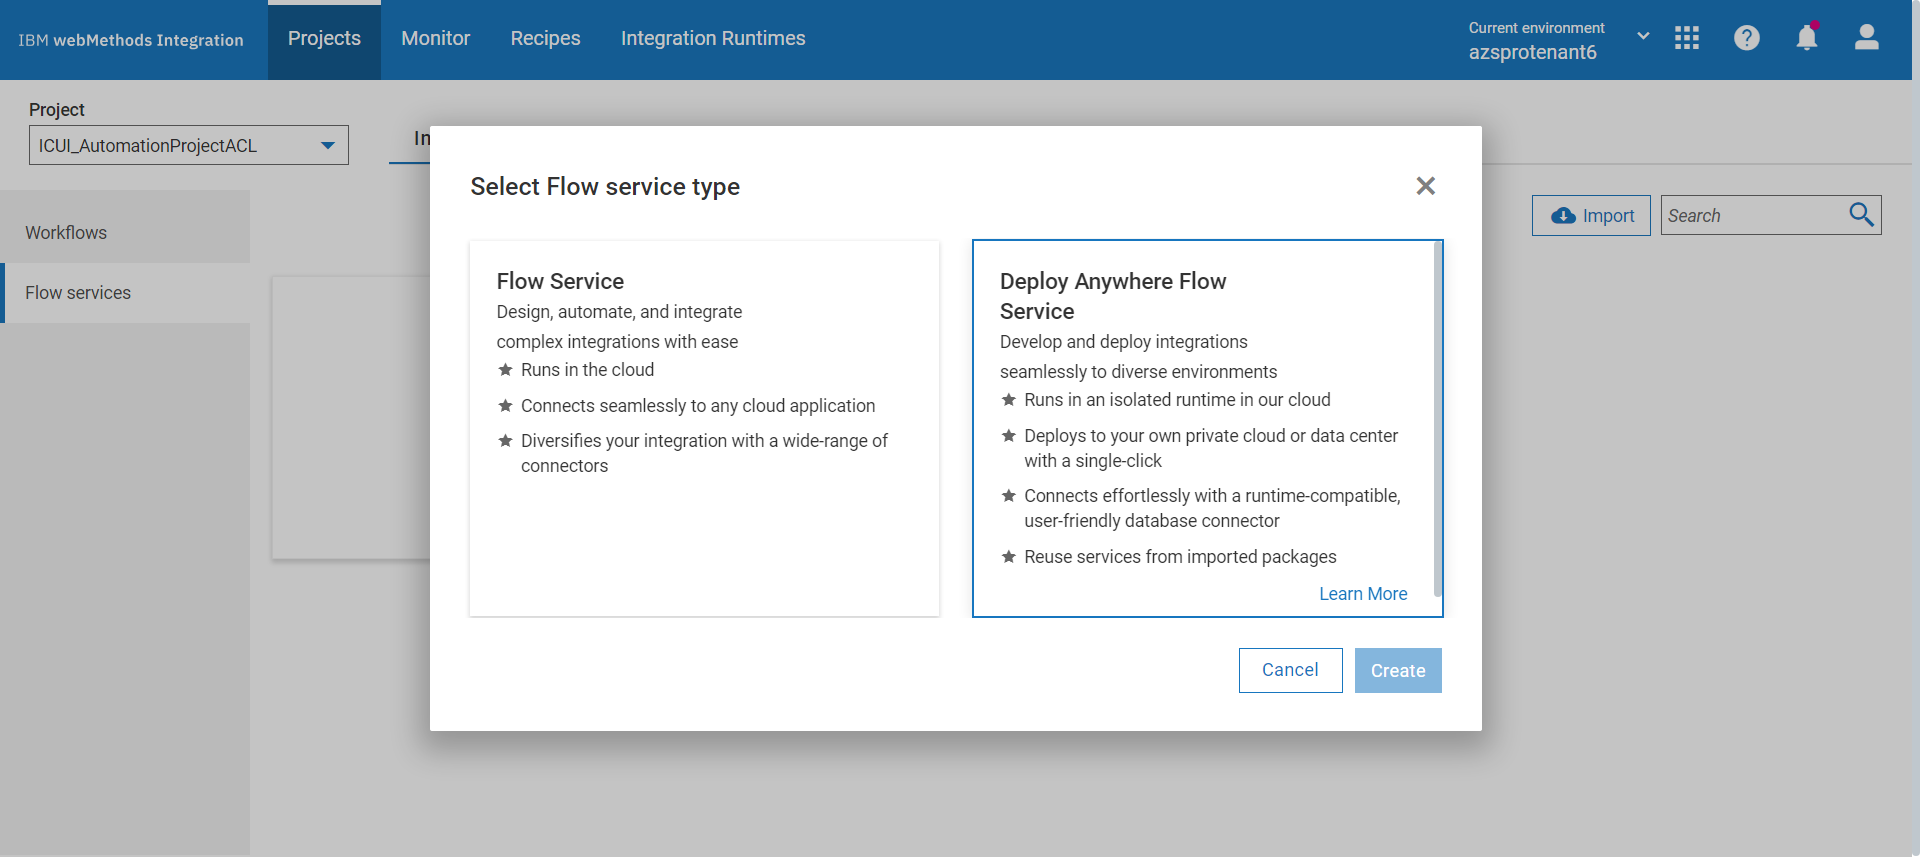 IBM webMethods Integration
Projects
Monitor
Recipes
Integration Runtimes
Current environment
azsprotenant6
Project
ICUI_AutomationProjectACL
In
Workflows
Flow services
Import
Search
Select Flow service type
Flow Service
Design, automate, and integrate
complex integrations with ease
Runs in the cloud
Connects seamlessly to any cloud application
Diversifies your integration with a wide-range of
connectors
Deploy Anywhere Flow
Service
Develop and deploy integrations
seamlessly to diverse environments
Runs in an isolated runtime in our cloud
Deploys to your own private cloud or data center
with a single-click
Connects effortlessly with a runtime-compatible,
user-friendly database connector
Reuse services from imported packages
Learn More
Cancel
Create